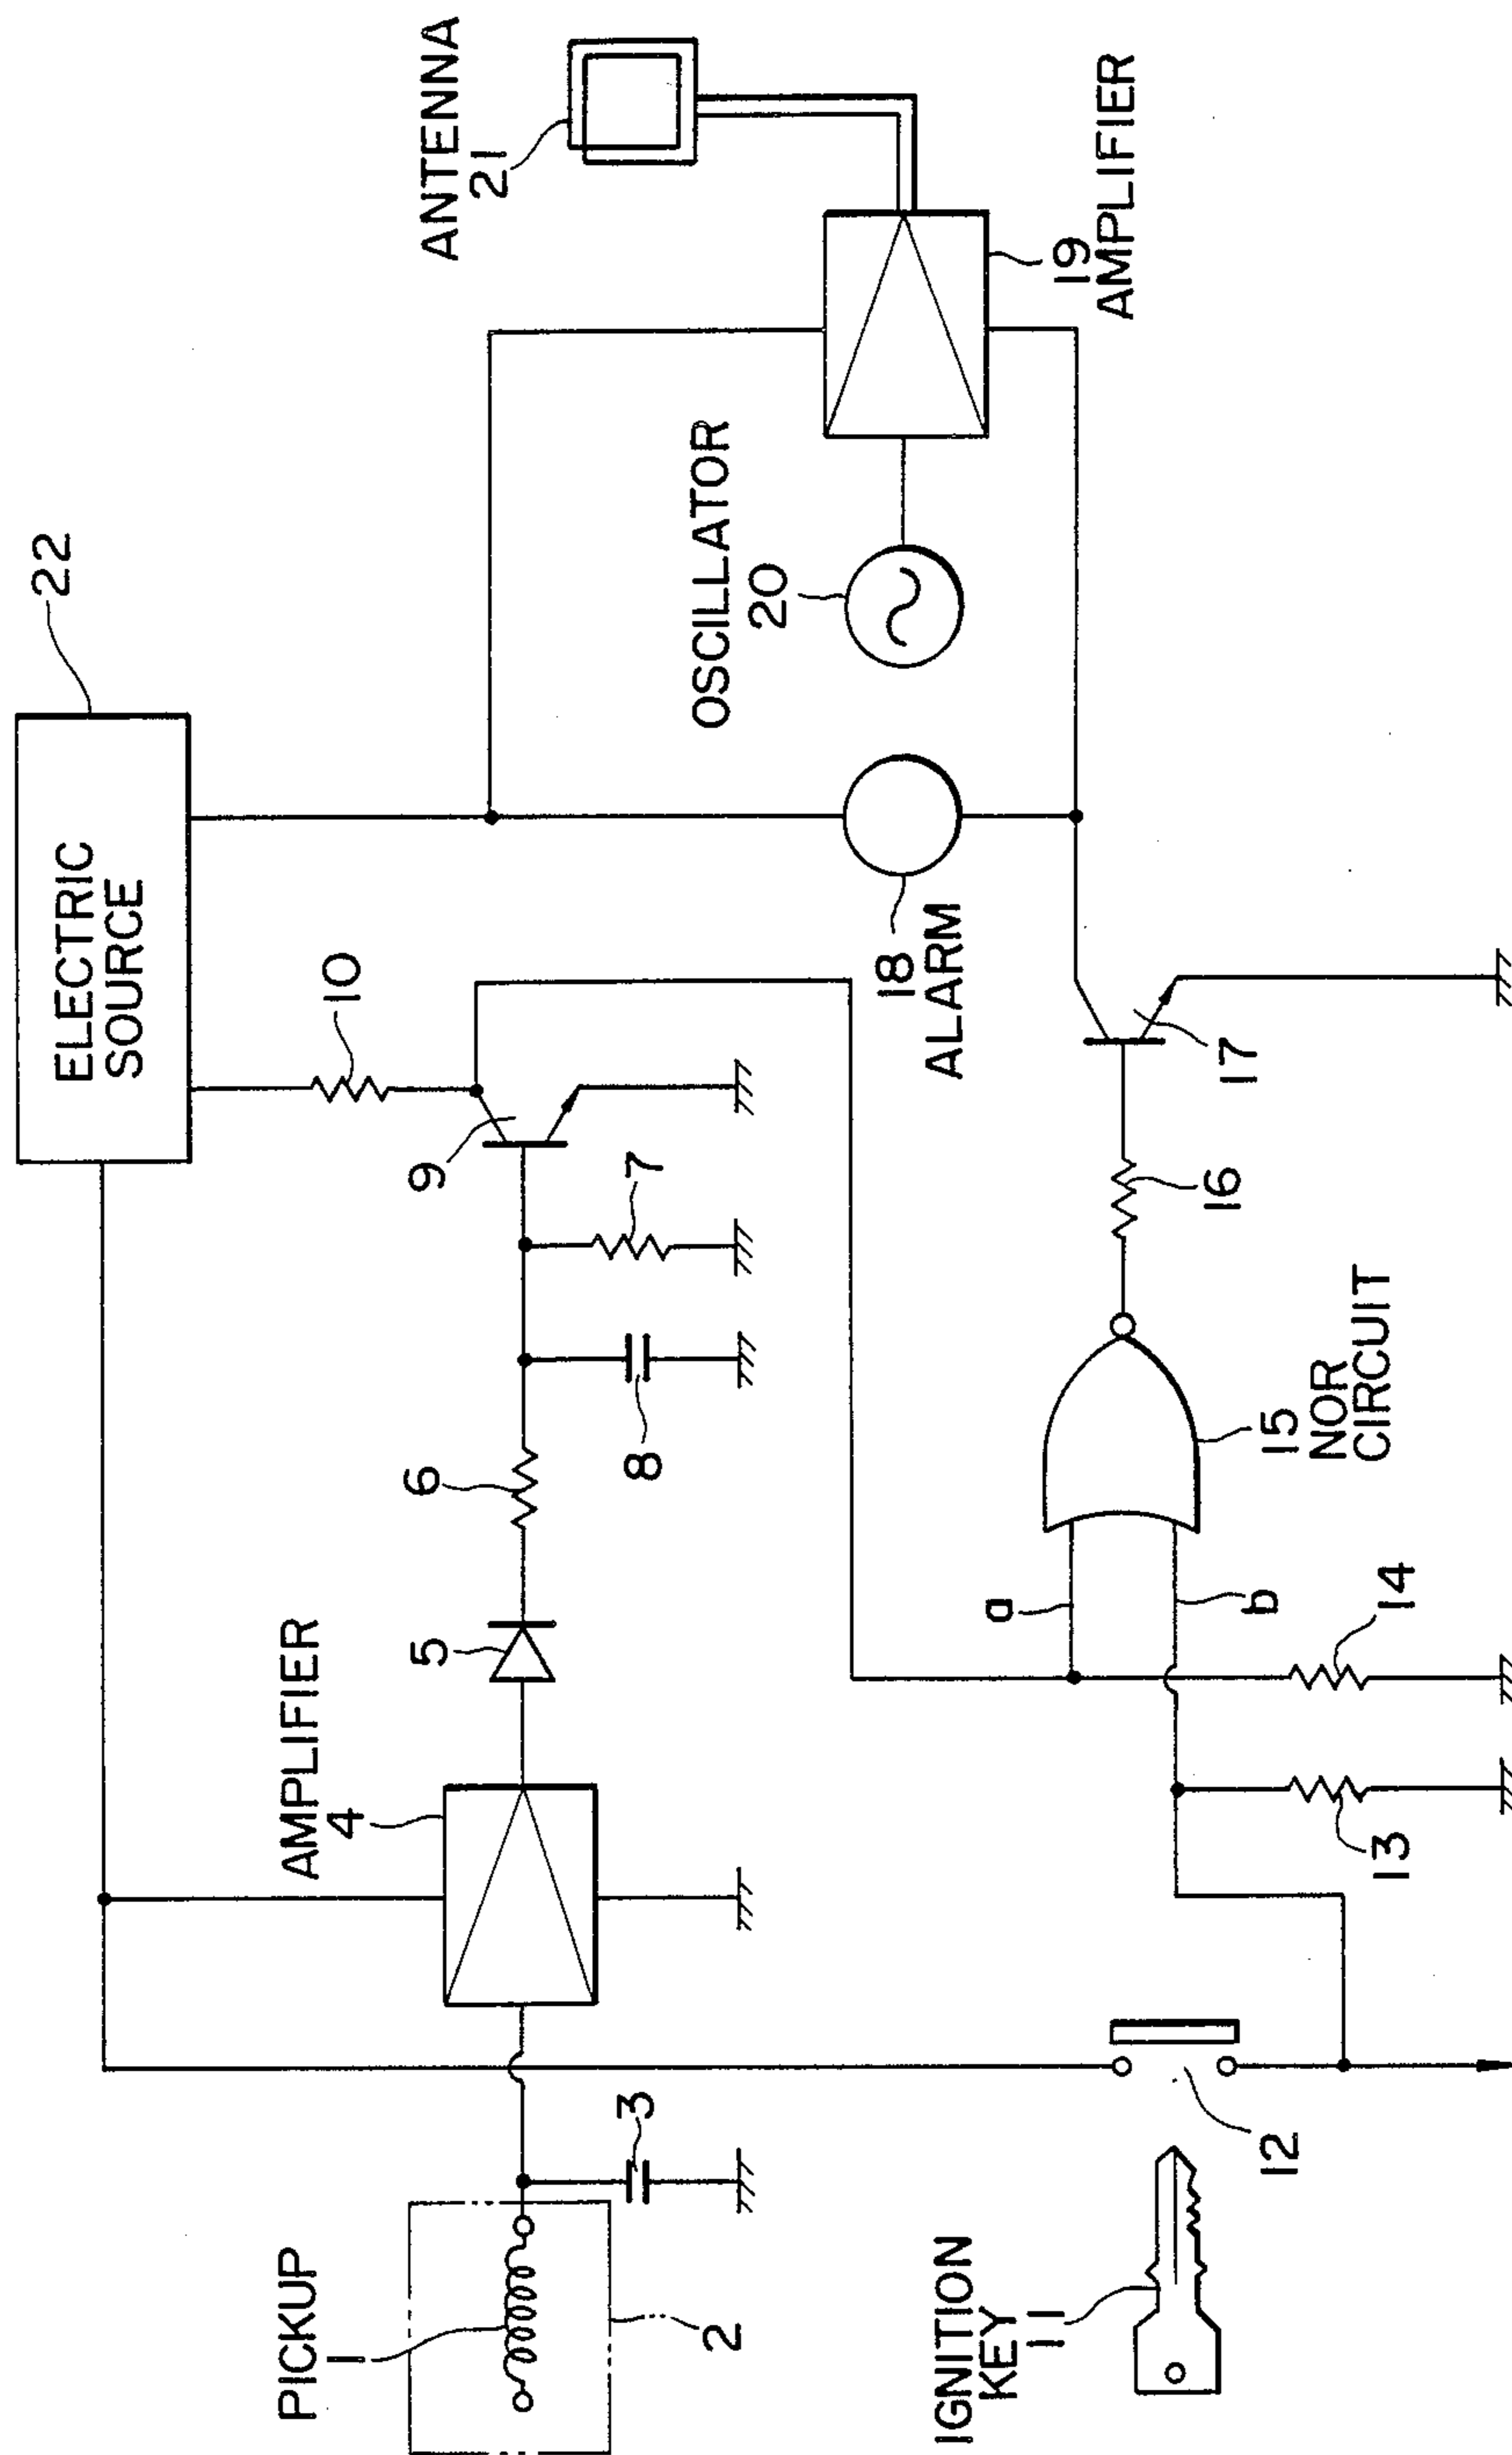 ELECTRIC
SOURCE
22
PICKUP
1
2
3
AMPLIFIER
4
5
6
8
7
9
10
ANTENNA
21
OSCILLATOR
20
19
AMPLIFIER
18
ALARM
17
16
15
NOR
CIRCUIT
a
b
14
13
12
IGNITION
KEY
11